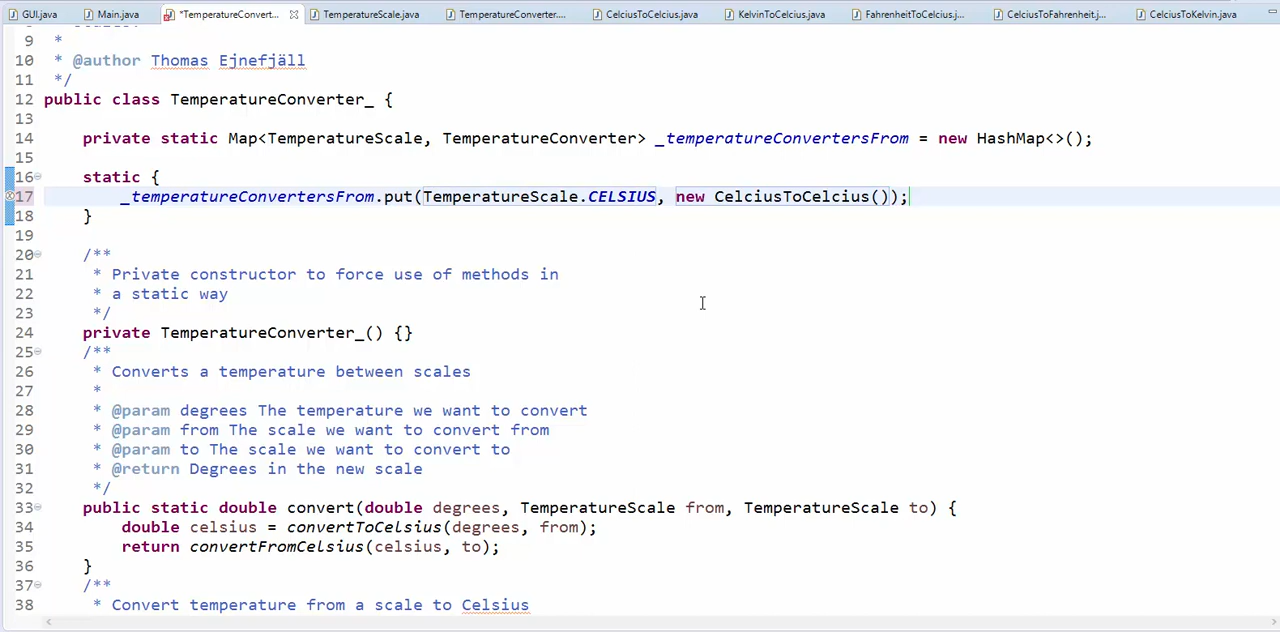 GUI.java Main.java *TemperatureConvert... TemperatureScale.java TemperatureConverter.... CelciusToCelcius.java KelvinToCelcius.java FahrenheitToCelcius.j... CelciusToFahrenheit.j... CelciusToKelvin.java
9 *
10 * @author Thomas Ejnefjäll
11 */
12 public class TemperatureConverter_ {
13
14 private static Map<TemperatureScale, TemperatureConverter> _temperatureConvertersFrom = new HashMap<>();
15
16 static {
17 _temperatureConvertersFrom.put(TemperatureScale.CELSIUS, new CelciusToCelcius());
18 }
19
20 /**
21 * Private constructor to force use of methods in
22 * a static way
23 */
24 private TemperatureConverter_() {}
25 /**
26 * Converts a temperature between scales
27 *
28 * @param degrees The temperature we want to convert
29 * @param from The scale we want to convert from
30 * @param to The scale we want to convert to
31 * @return Degrees in the new scale
32 */
33 public static double convert(double degrees, TemperatureScale from, TemperatureScale to) {
34 double celsius = convertToCelsius(degrees, from);
35 return convertFromCelsius(celsius, to);
36 }
37 /**
38 * Convert temperature from a scale to Celsius